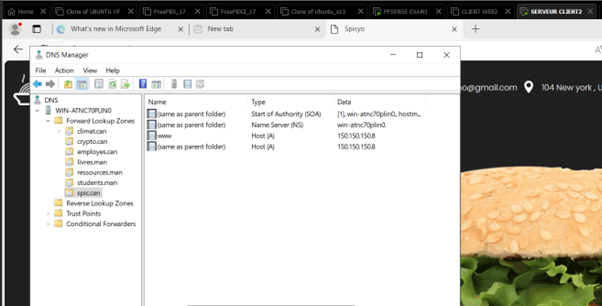 Home × Clone of UBUNTU VF × FreePBX_17 × FreePBX2_17 × Clone of Ubuntu_s13 × PFSENSE EXAM1 × CLIENT WEB2 × SERVEUR CLIENT2 ×
What's new in Microsoft Edge × New tab × Spicyo ×
DNS Manager
File Action View Help
o@gmail.com 104 New york , U
DNS
WIN-ATNC70PLIN0
Forward Lookup Zones
climat.can
crypto.can
employes.can
livres.man
ressources.man
students.man
spic.can
Reverse Lookup Zones
Trust Points
Conditional Forwarders
Name Type Data
(same as parent folder) Start of Authority (SOA) [1], win-atnc70plin0, hostm...
(same as parent folder) Name Server (NS) win-atnc70plin0.
www Host (A) 150.150.150.8
(same as parent folder) Host (A) 150.150.150.8